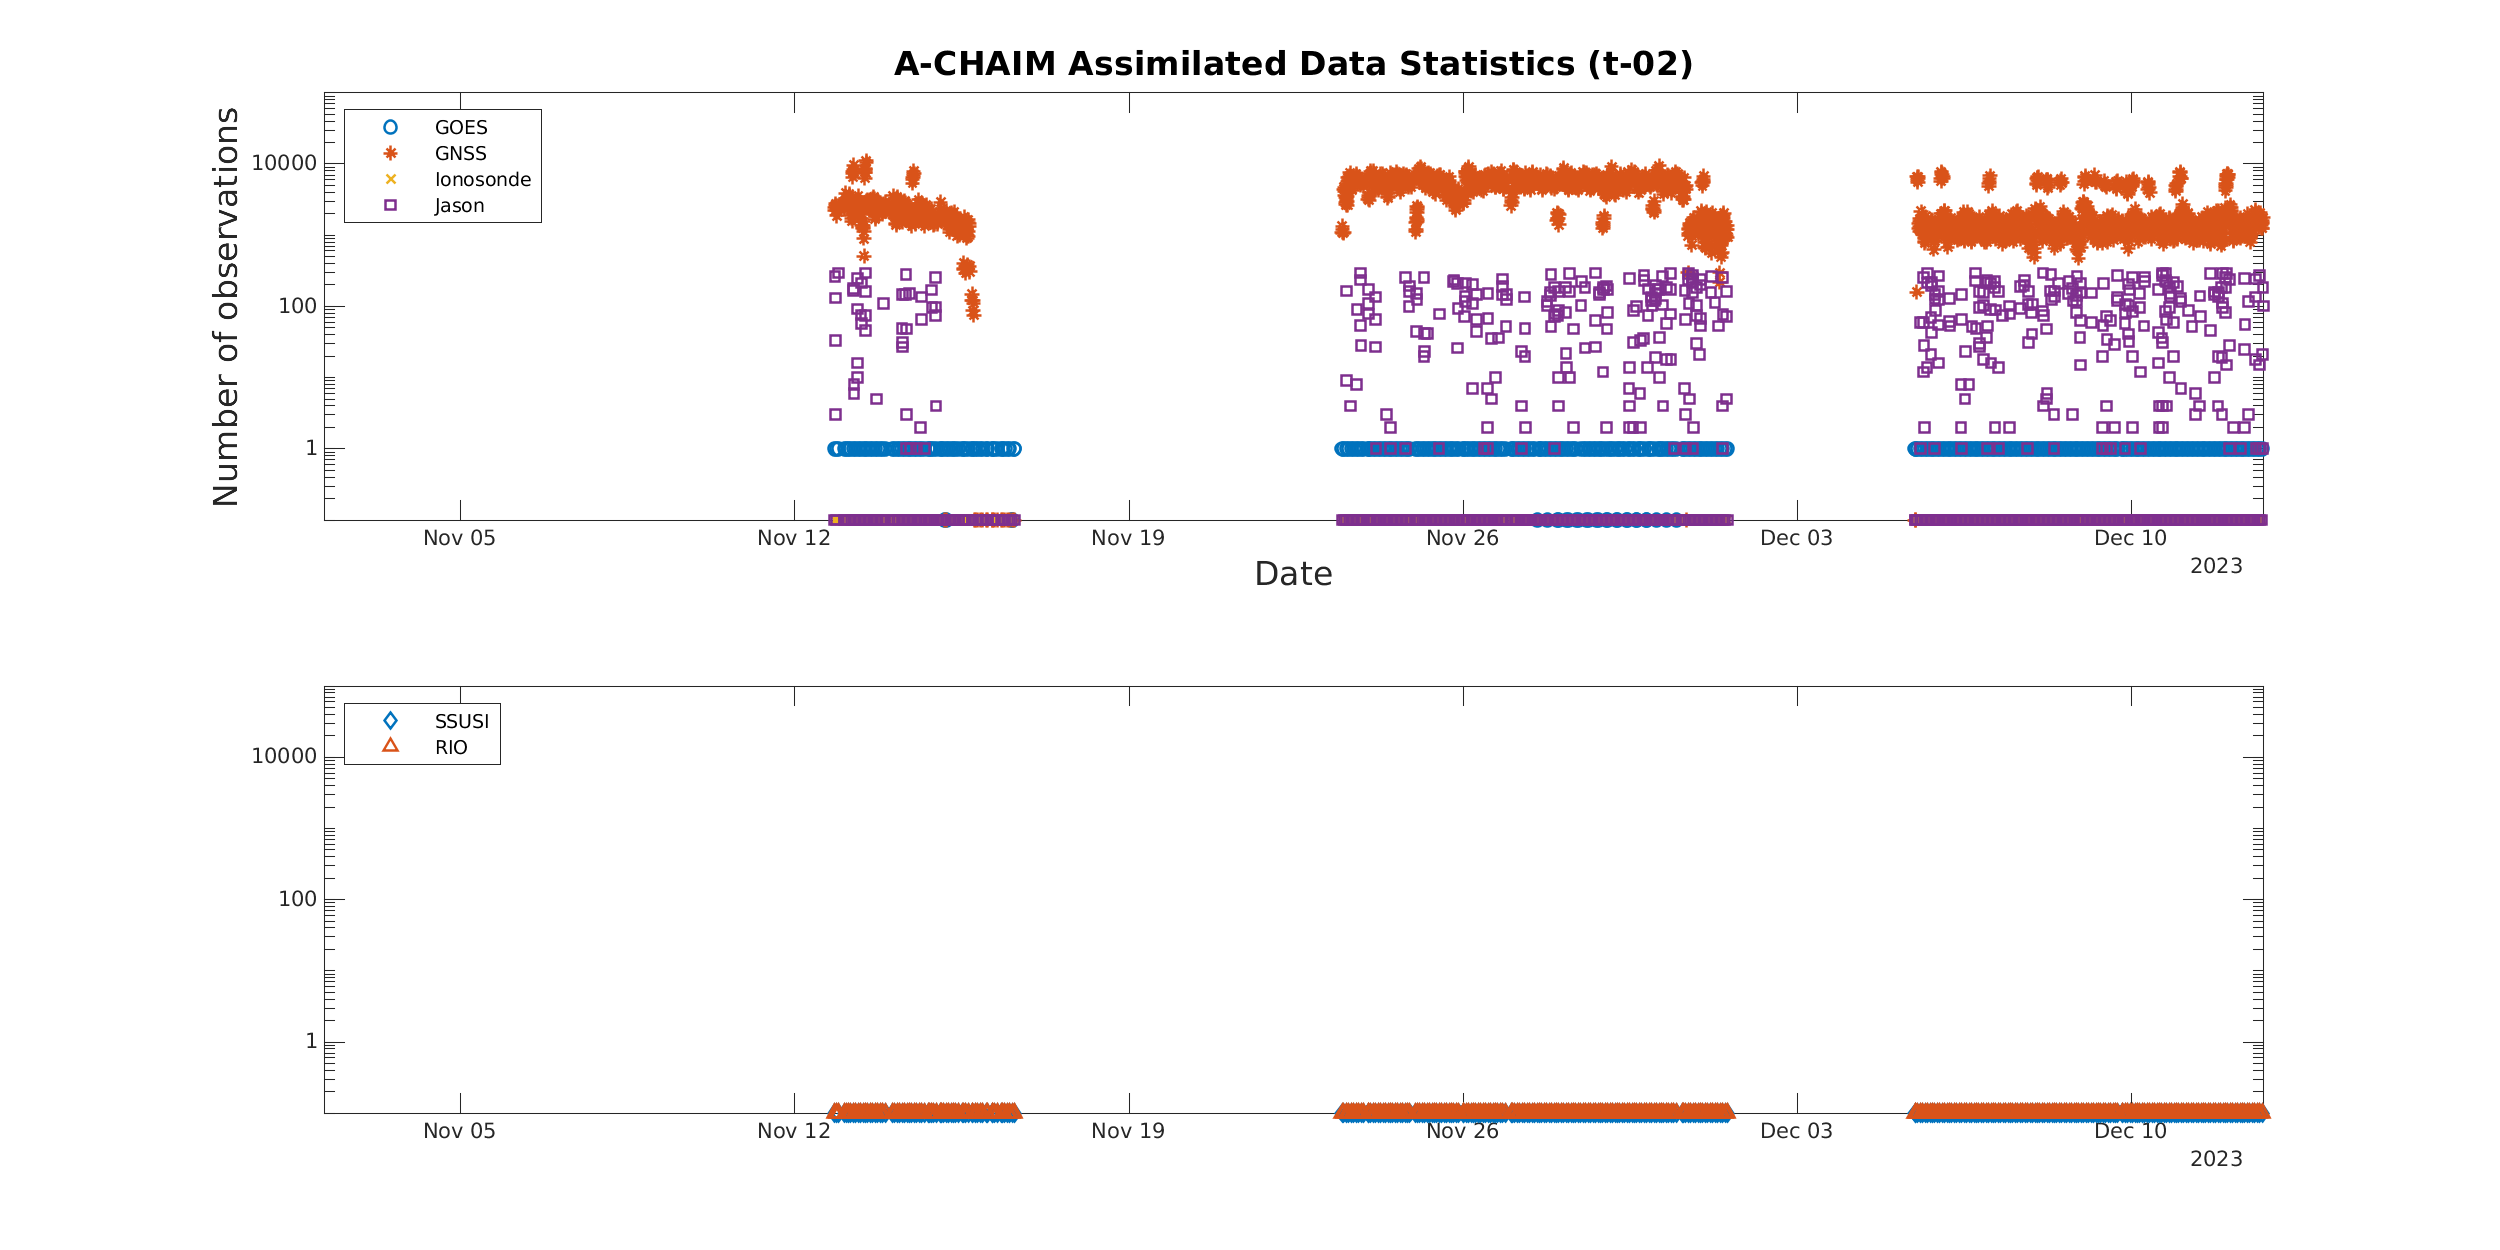 A-CHAIM Assimilated Data Statistics (t-02)
Number of observations
10000
100
1
GOES
GNSS
Ionosonde
Jason
Nov 05
Nov 12
Nov 19
Nov 26
Dec 03
Dec 10
2023
Date
10000
100
1
SSUSI
RIO
Nov 05
Nov 12
Nov 19
Nov 26
Dec 03
Dec 10
2023